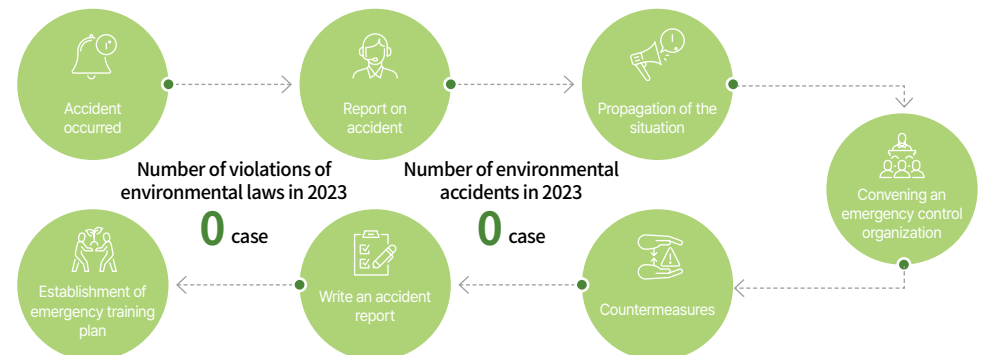 Accident
occurred
Report on
accident
Propagation of the
situation
Convening an
emergency control
organization
Number of violations of
environmental laws in 2023
0 case
Number of environmental
accidents in 2023
0 case
Countermeasures
Write an accident
report
Establishment of
emergency training
plan